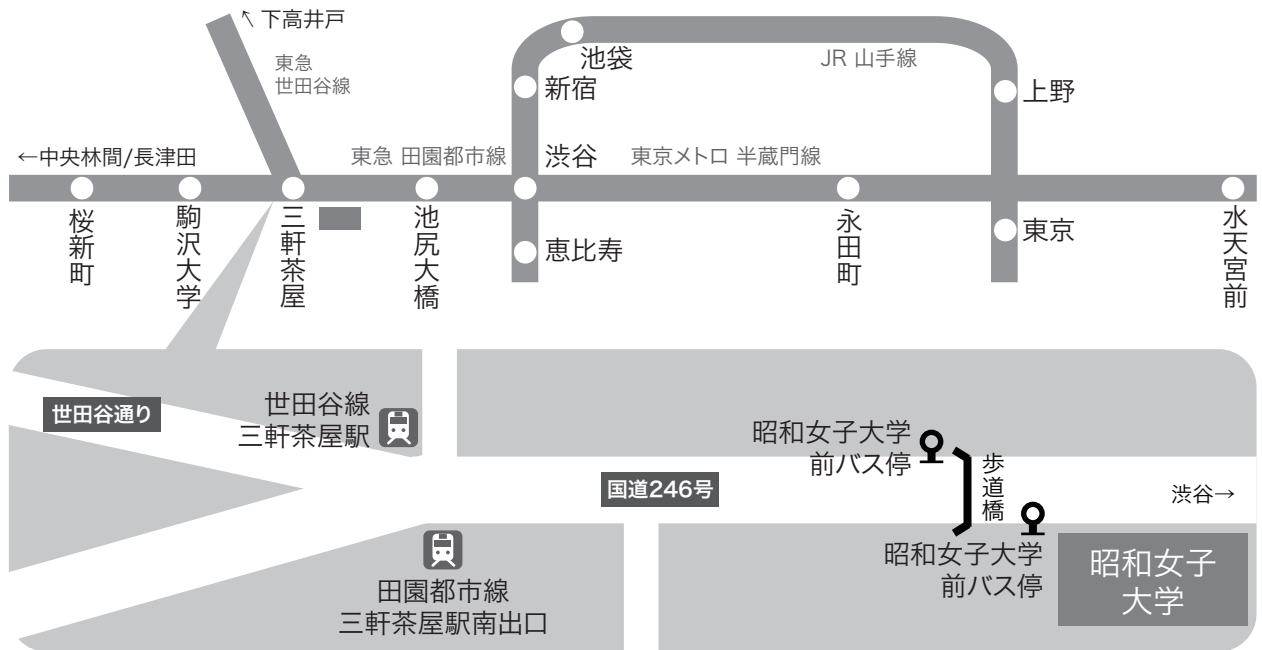 ↖下高井戸
東急
世田谷線
池袋
JR 山手線
新宿
上野
←中央林間/長津田
東急 田園都市線
渋谷
東京メトロ 半蔵門線
桜新町
駒沢大学
三軒茶屋
池尻大橋
恵比寿
永田町
東京
水天宮前
世田谷通り
世田谷線
三軒茶屋駅
昭和女子大学
前バス停
歩道橋
国道246号
渋谷→
田園都市線
三軒茶屋駅南出口
昭和女子大学
前バス停
昭和女子
大学